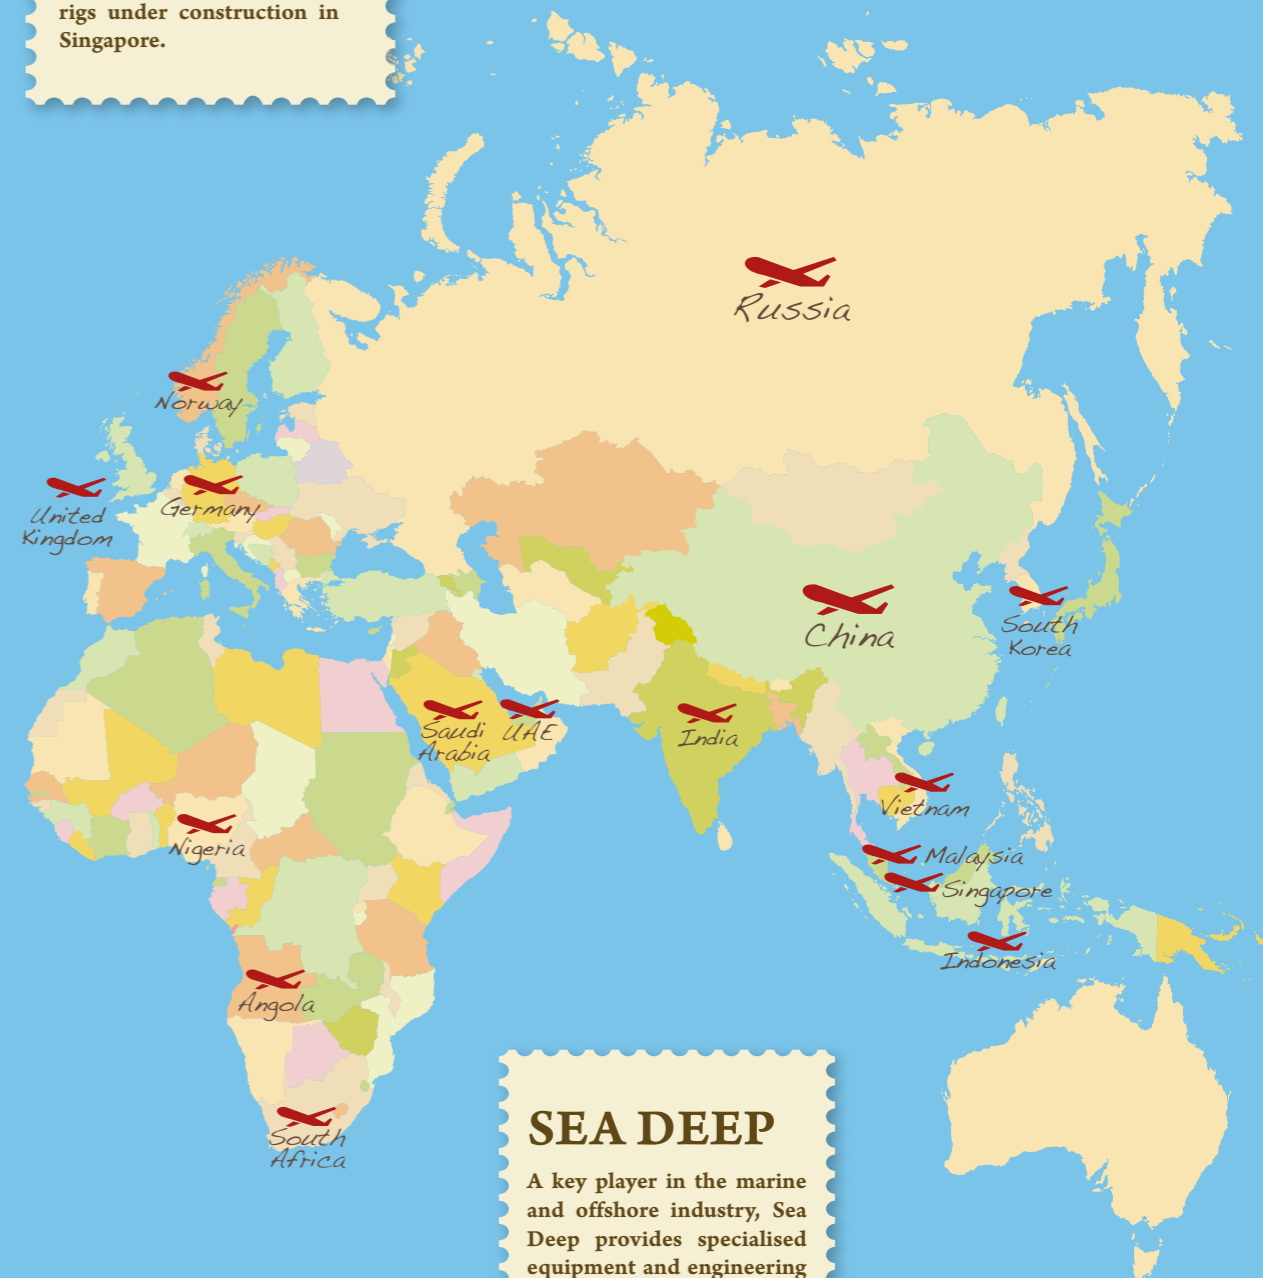 rigs under construction in
Singapore.
Russia
Norway
Germany
United
Kingdom
China
South
Korea
Saudi
Arabia
UAE
India
Vietnam
Nigeria
Malaysia
Singapore
Indonesia
Angola
South
Africa
SEA DEEP
A key player in the marine
and offshore industry, Sea
Deep provides specialised
equipment and engineering